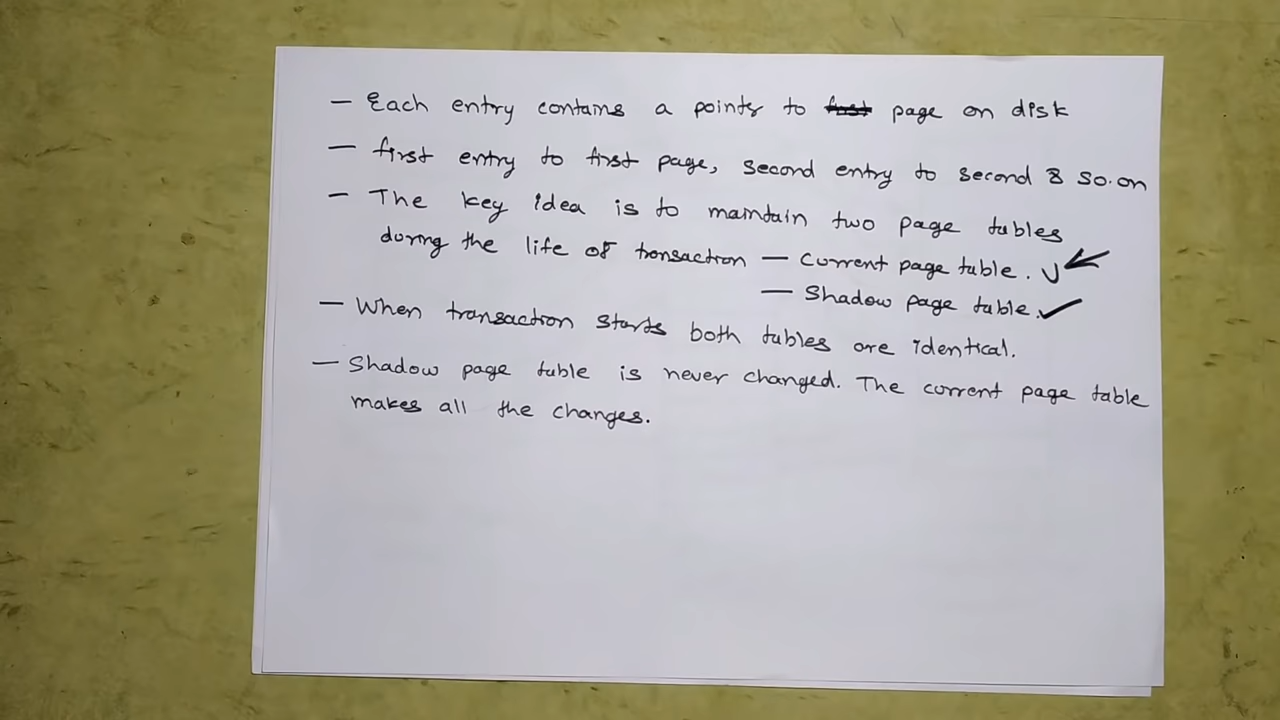 - Each entry contains a pointer to page on disk
- first entry to first page, second entry to second & so.on
- The key idea is to maintain two page tables
during the life of transaction - current page table.
- Shadow page table.
- When transaction starts both tables are identical.
- Shadow page table is never changed. The current page table
makes all the changes.